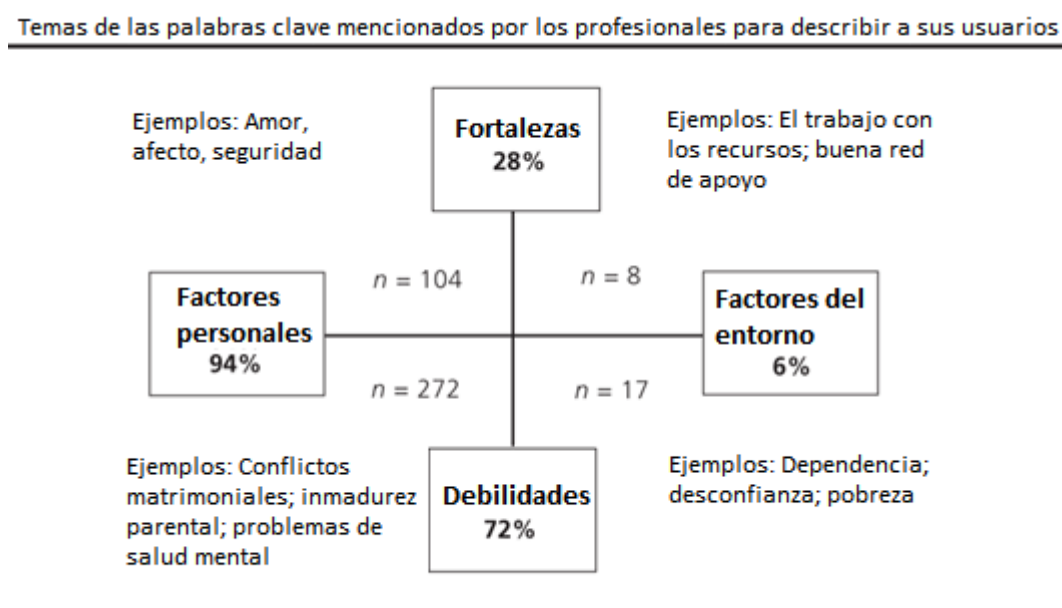 Temas de las palabras clave mencionados por los profesionales para describir a sus usuarios
Ejemplos: Amor,
afecto, seguridad
Fortalezas
28%
Ejemplos: El trabajo con
los recursos; buena red
de apoyo
n = 104
n = 8
Factores
personales
94%
Factores del
entorno
6%
n = 272
n = 17
Ejemplos: Conflictos
matrimoniales; inmadurez
parental; problemas de
salud mental
Debilidades
72%
Ejemplos: Dependencia;
desconfianza; pobreza